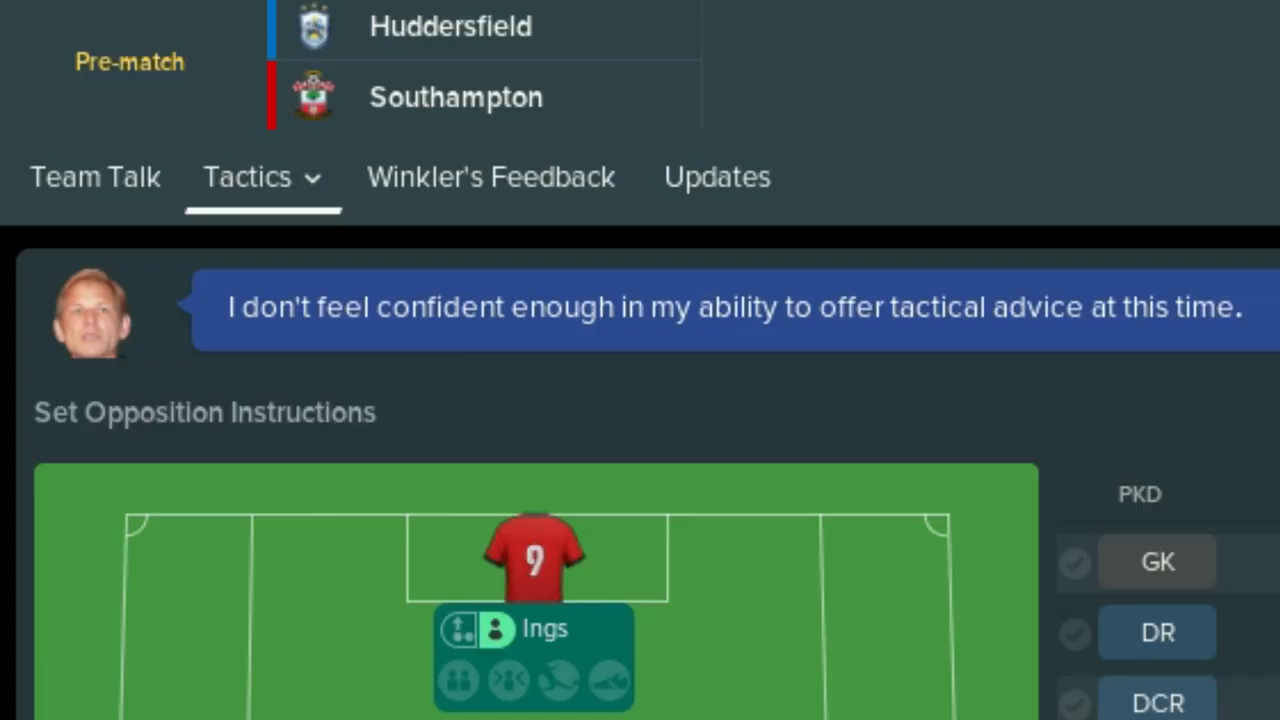 Huddersfield
Pre-match
Southampton
Team Talk Tactics Winkler's Feedback Updates
I don't feel confident enough in my ability to offer tactical advice at this time.
Set Opposition Instructions
PKD
9
GK
Ings
DR
DCR